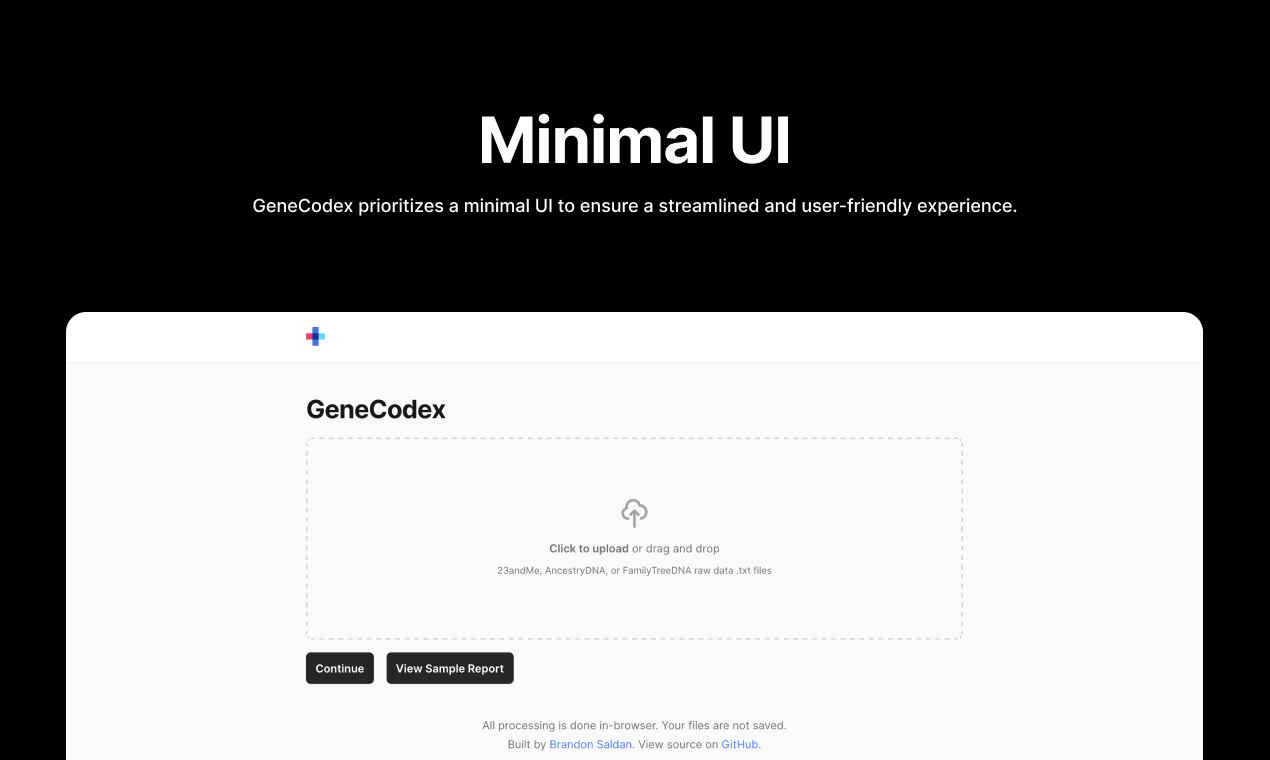 Minimal UI
GeneCodex prioritizes a minimal UI to ensure a streamlined and user-friendly experience.
GeneCodex
Click to upload or drag and drop
23andMe, AncestryDNA, or FamilyTreeDNA raw data .txt files
Continue
View Sample Report
All processing is done in-browser. Your files are not saved.
Built by Brandon Saldan. View source on GitHub.